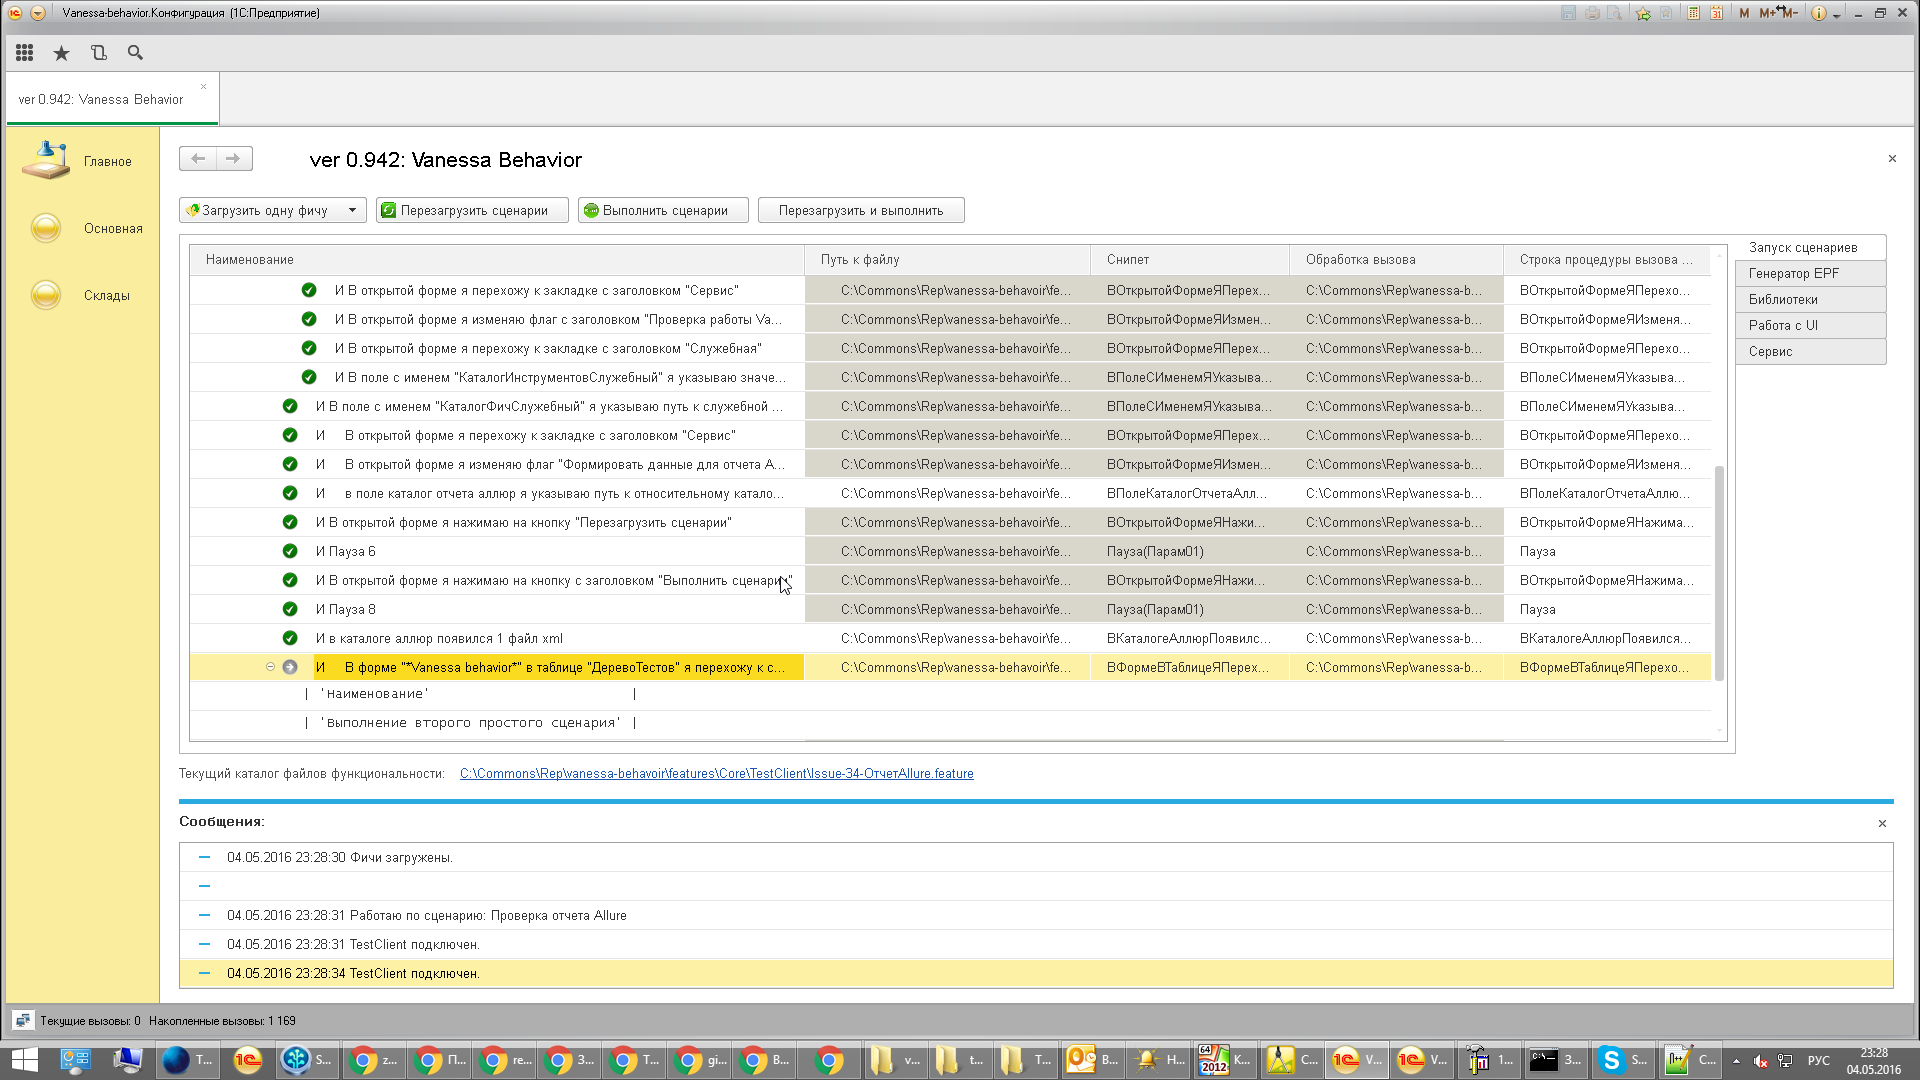 Vanessa-behavior.Конфигурация (1С:Предприятие)
M M+ M-
ver 0.942: Vanessa Behavior
Главное
Основная
Склады
ver 0.942: Vanessa Behavior
Загрузить одну фичу
Перезагрузить сценарии
Выполнить сценарии
Перезагрузить и выполнить
Запуск сценариев
Генератор EPF
Библиотеки
Работа с UI
Сервис
Наименование Путь к файлу Снипет Обработка вызова Строка процедуры вызова ...
И В открытой форме я перехожу к закладке с заголовком "Сервис" C:\Commons\Rep\vanessa-behavoir\fe... ВОткрытойФормеЯПерех... C:\Commons\Rep\vanessa-b... ВОткрытойФормеЯПерехо...
И В открытой форме я изменяю флаг с заголовком "Проверка работы Va... C:\Commons\Rep\vanessa-behavoir\fe... ВОткрытойФормеЯИзмен... C:\Commons\Rep\vanessa-b... ВОткрытойФормеЯИзменя...
И В открытой форме я перехожу к закладке с заголовком "Служебная" C:\Commons\Rep\vanessa-behavoir\fe... ВОткрытойФормеЯПерех... C:\Commons\Rep\vanessa-b... ВОткрытойФормеЯПерехо...
И В поле с именем "КаталогИнструментовСлужебный" я указываю значе... C:\Commons\Rep\vanessa-behavoir\fe... ВПолеСИменемЯУказыва... C:\Commons\Rep\vanessa-b... ВПолеСИменемЯУказыва...
И В поле с именем "КаталогФичСлужебный" я указываю путь к служебной ... C:\Commons\Rep\vanessa-behavoir\fe... ВПолеСИменемЯУказыва... C:\Commons\Rep\vanessa-b... ВПолеСИменемЯУказыва...
И В открытой форме я перехожу к закладке с заголовком "Сервис" C:\Commons\Rep\vanessa-behavoir\fe... ВОткрытойФормеЯПерех... C:\Commons\Rep\vanessa-b... ВОткрытойФормеЯПерехо...
И В открытой форме я изменяю флаг "Формировать данные для отчета А... C:\Commons\Rep\vanessa-behavoir\fe... ВОткрытойФормеЯИзмен... C:\Commons\Rep\vanessa-b... ВОткрытойФормеЯИзменя...
И в поле каталог отчета аллюр я указываю путь к относительному катало... C:\Commons\Rep\vanessa-behavoir\fe... ВПолеКаталогОтчетаАлл... C:\Commons\Rep\vanessa-b... ВПолеКаталогОтчетаАллю...
И В открытой форме я нажимаю на кнопку "Перезагрузить сценарии" C:\Commons\Rep\vanessa-behavoir\fe... ВОткрытойФормеЯНажи... C:\Commons\Rep\vanessa-b... ВОткрытойФормеЯНажима...
И Пауза 6 C:\Commons\Rep\vanessa-behavoir\fe... Пауза(Парам01) C:\Commons\Rep\vanessa-b... Пауза
И В открытой форме я нажимаю на кнопку с заголовком "Выполнить сценарии" C:\Commons\Rep\vanessa-behavoir\fe... ВОткрытойФормеЯНажи... C:\Commons\Rep\vanessa-b... ВОткрытойФормеЯНажима...
И Пауза 8 C:\Commons\Rep\vanessa-behavoir\fe... Пауза(Парам01) C:\Commons\Rep\vanessa-b... Пауза
И в каталоге аллюр появился 1 файл xml C:\Commons\Rep\vanessa-behavoir\fe... ВКаталогеАллюрПоявилс... C:\Commons\Rep\vanessa-b... ВКаталогеАллюрПоявился...
И В форме "*Vanessa behavior*" в таблице "ДеревоТестов" я перехожу к с... C:\Commons\Rep\vanessa-behavoir\fe... ВФормеВТаблицеЯПерех... C:\Commons\Rep\vanessa-b... ВФормеВТаблицеЯПерехо...
| 'Наименование' |
| 'Выполнение второго простого сценария' |
Текущий каталог файлов функциональности: C:\Commons\Rep\vanessa-behavoir\features\Core\TestClient\Issue-34-ОтчетAllure.feature
Сообщения:
04.05.2016 23:28:30 Фичи загружены.
04.05.2016 23:28:31 Работаю по сценарию: Проверка отчета Allure
04.05.2016 23:28:31 TestClient подключен.
04.05.2016 23:28:34 TestClient подключен.
Текущие вызовы: 0 Накопленные вызовы: 1 169
T... S... z... П... re... З... T... gi... B... v... t... T... B... H... K... C... V... V... 1... З... S... C... РУС 23:28
04.05.2016